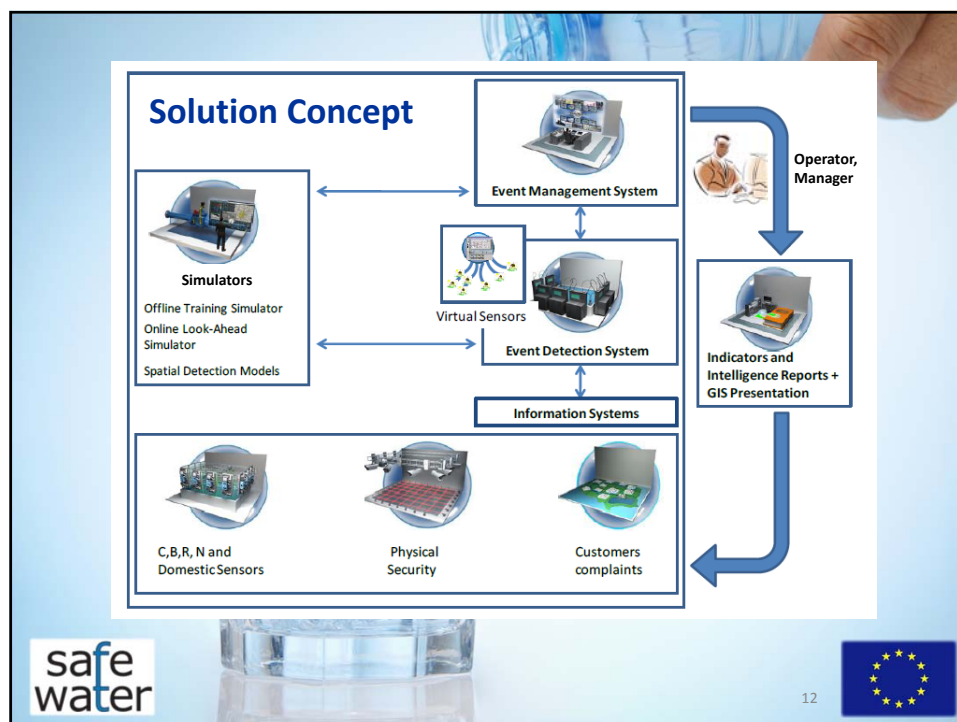 Solution Concept
Event Management System
Operator,
Manager
Simulators
Offline Training Simulator
Online Look-Ahead
Simulator
Spatial Detection Models
Virtual Sensors
Event Detection System
Indicators and
Intelligence Reports +
GIS Presentation
Information Systems
C,B,R, N and
Domestic Sensors
Physical
Security
Customers
complaints
safe
water
12